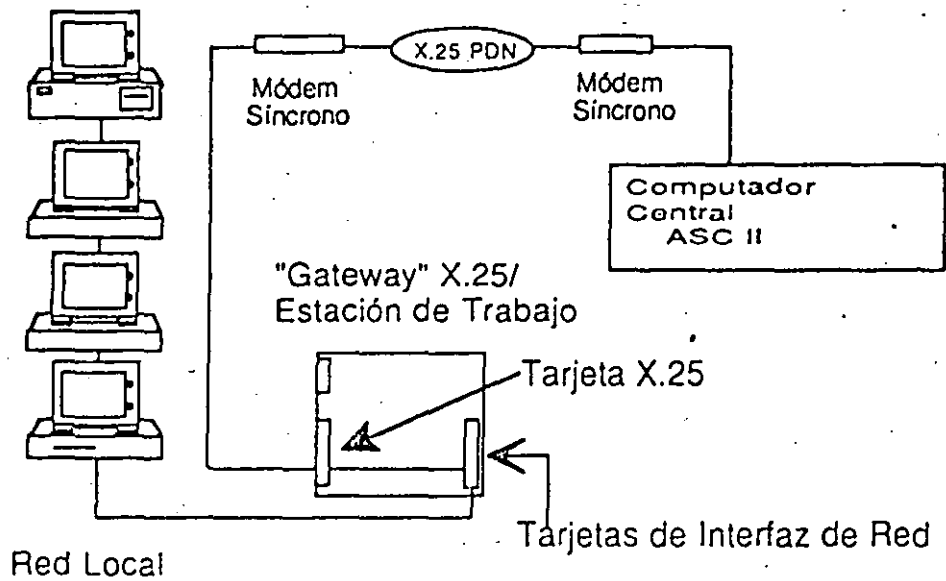 X.25 PDN
Módem
Síncrono
Módem
Síncrono
Computador
Central
ASC II
"Gateway" X.25/
Estación de Trabajo
Tarjeta X.25
Tarjetas de Interfaz de Red
Red Local